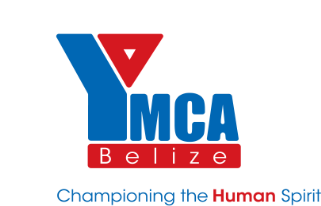 YMCA
Belize
Championing the Human Spirit